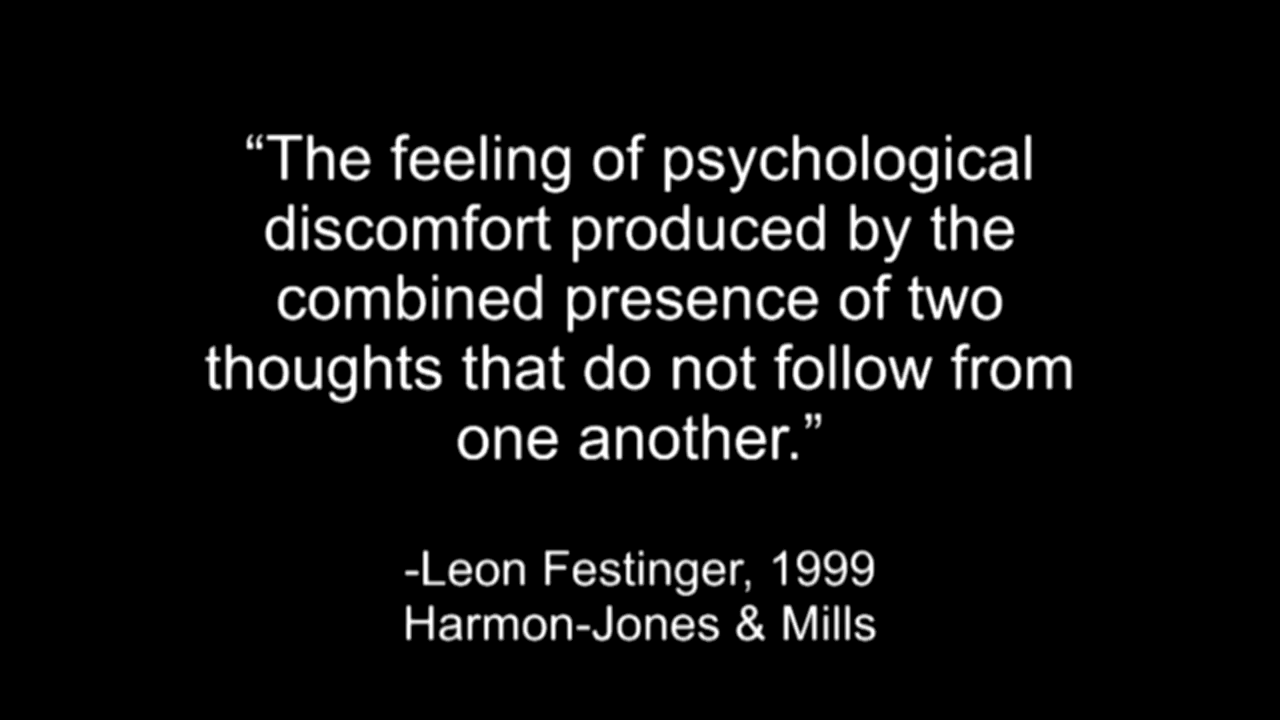 “The feeling of psychological
discomfort produced by the
combined presence of two
thoughts that do not follow from
one another.”
-Leon Festinger, 1999
Harmon-Jones & Mills